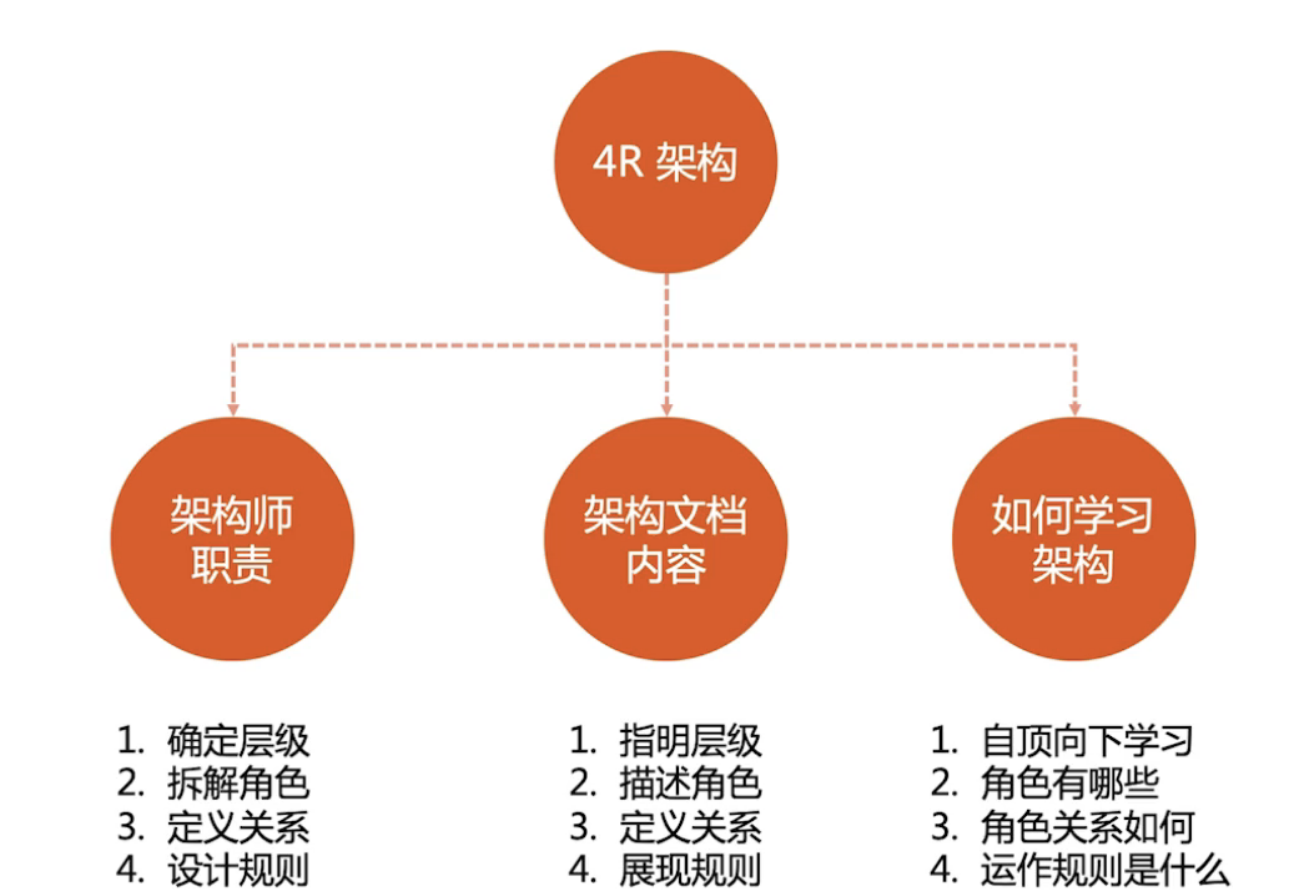 4R 架构
架构师
职责
架构文档
内容
如何学习
架构
1. 确定层级
2. 拆解角色
3. 定义关系
4. 设计规则
1. 指明层级
2. 描述角色
3. 定义关系
4. 展现规则
1. 自顶向下学习
2. 角色有哪些
3. 角色关系如何
4. 运作规则是什么